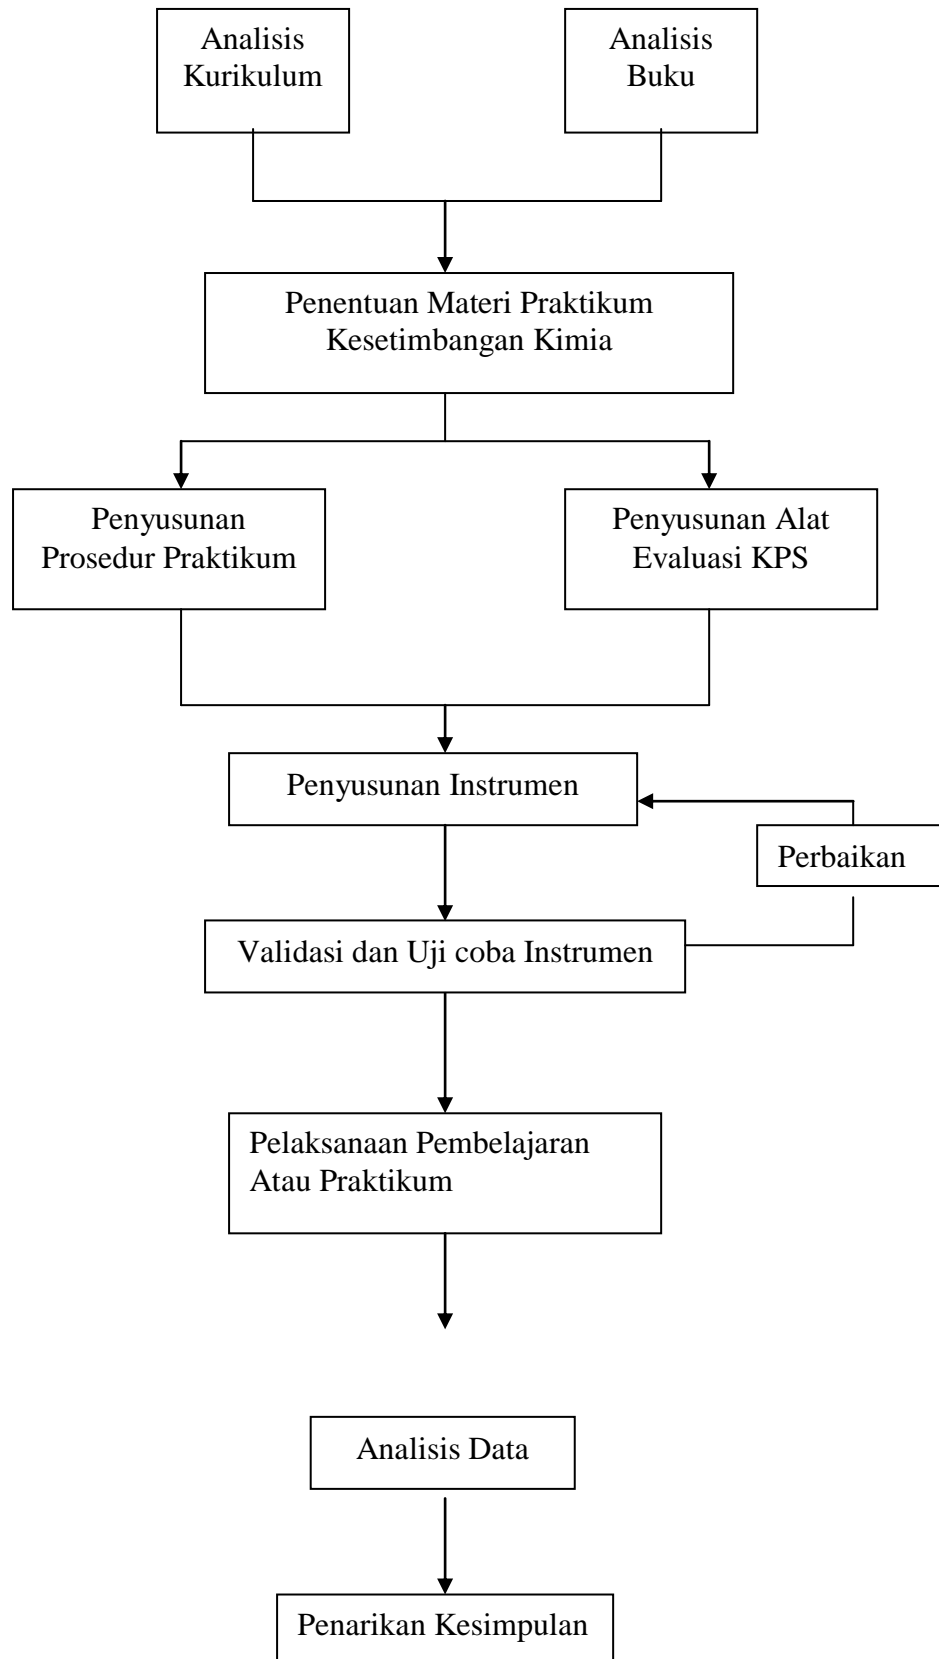 Analisis
Kurikulum
Analisis
Buku
Penentuan Materi Praktikum
Kesetimbangan Kimia
Penyusunan
Prosedur Praktikum
Penyusunan Alat
Evaluasi KPS
Penyusunan Instrumen
Perbaikan
Validasi dan Uji coba Instrumen
Pelaksanaan Pembelajaran
Atau Praktikum
Analisis Data
Penarikan Kesimpulan